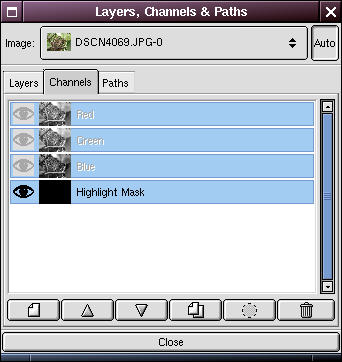 Layers, Channels & Paths
Image: DSCN4069.JPG-0 Auto
Layers Channels Paths
Red
Green
Blue
Highlight Mask
Close